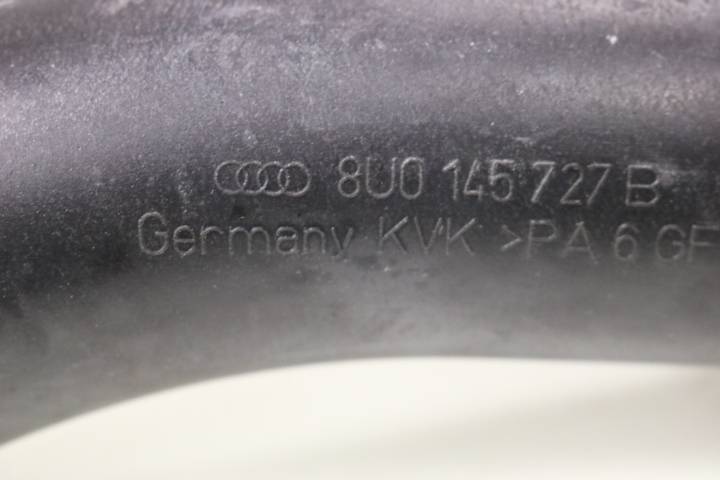 8U0 145 727 B
Germany KVK >PA 6 GF